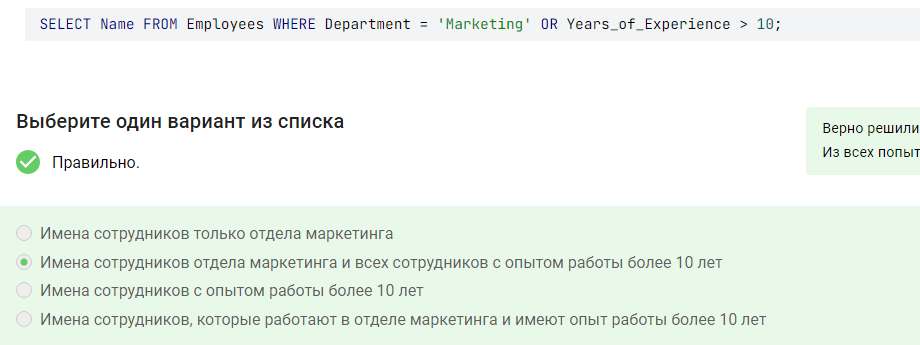 SELECT Name FROM Employees WHERE Department = 'Marketing' OR Years_of_Experience > 10;
Выберите один вариант из списка
Правильно.
Верно решили
Из всех попыт
Имена сотрудников только отдела маркетинга
Имена сотрудников отдела маркетинга и всех сотрудников с опытом работы более 10 лет
Имена сотрудников с опытом работы более 10 лет
Имена сотрудников, которые работают в отделе маркетинга и имеют опыт работы более 10 лет